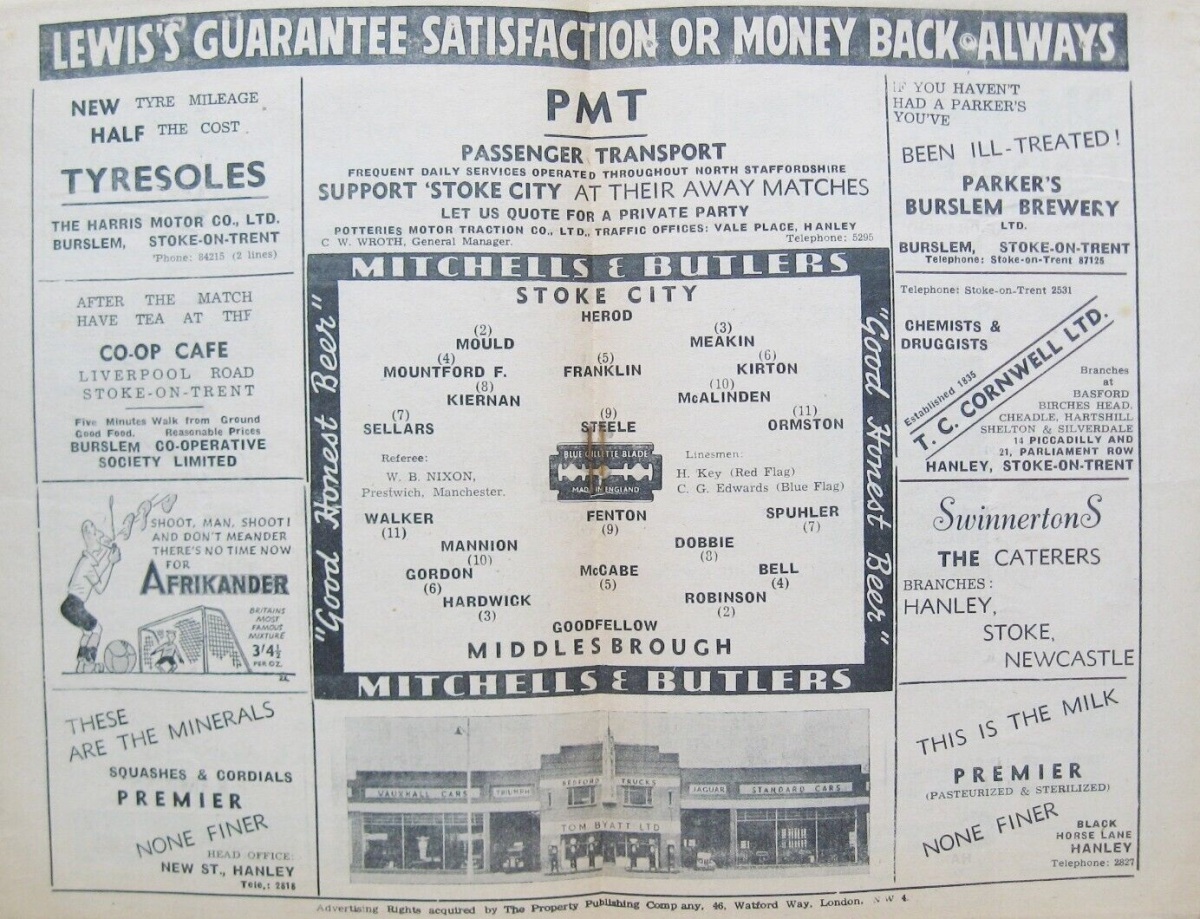 LEWIS'S GUARANTEE SATISFACTION OR MONEY BACK ALWAYS
NEW TYRE MILEAGE
HALF THE COST
TYRESOLES
THE HARRIS MOTOR CO., LTD.
BURSLEM, STOKE-ON-TRENT
'Phone: 84215 (2 lines)
AFTER THE MATCH
HAVE TEA AT THE
CO-OP CAFE
LIVERPOOL ROAD
STOKE-ON-TRENT
Five Minutes Walk from Ground
Good Food. Reasonable Prices
BURSLEM CO-OPERATIVE
SOCIETY LIMITED
SHOOT, MAN, SHOOT!
AND DON'T MEANDER
THERE'S NO TIME NOW
FOR
AFRIKANDER
BRITAINS
MOST
FAMOUS
MIXTURE
3/4½
PER OZ.
THESE
ARE THE MINERALS
SQUASHES & CORDIALS
PREMIER
NONE FINER
HEAD OFFICE:
NEW ST., HANLEY
Tele,: 2816
PMT
PASSENGER TRANSPORT
FREQUENT DAILY SERVICES OPERATED THROUGHOUT NORTH STAFFORDSHIRE
SUPPORT 'STOKE CITY AT THEIR AWAY MATCHES
LET US QUOTE FOR A PRIVATE PARTY
POTTERIES MOTOR TRACTION CO., LTD., TRAFFIC OFFICES: VALE PLACE, HANLEY
C. W. WROTH, General Manager. Telephone: 5295
MITCHELLS & BUTLERS
"Good Honest Beer"
STOKE CITY
HEROD
(2) (3)
MOULD MEAKIN
(4) (5) (6)
MOUNTFORD F. FRANKLIN KIRTON
(8) (10)
KIERNAN McALINDEN
(7) (9) (11)
SELLARS STEELE ORMSTON
Referee:
W. B. NIXON,
Prestwich, Manchester.
BLUE GILLETTE BLADE
MADE IN ENGLAND
Linesmen:
H. Key (Red Flag)
C. G. Edwards (Blue Flag)
WALKER FENTON SPUHLER
(11) (9) (7)
MANNION DOBBIE
(10) (8)
GORDON McCABE BELL
(6) (5) (4)
HARDWICK ROBINSON
(3) (2)
GOODFELLOW
MIDDLESBROUGH
"Good Honest Beer"
MITCHELLS & BUTLERS
BEDFORD TRUCKS
VAUXHALL CARS TRIUMPH JAGUAR STANDARD CARS
TOM BYATT LTD
IF YOU HAVEN'T
HAD A PARKER'S
YOU'VE
BEEN ILL-TREATED!
PARKER'S
BURSLEM BREWERY
LTD.
BURSLEM, STOKE-ON-TRENT
Telephone: Stoke-on-Trent 87125
Telephone: Stoke-on-Trent 2531
CHEMISTS &
DRUGGISTS
Established 1835
T. C. CORNWELL LTD.
Branches
at
BASFORD
BIRCHES HEAD,
CHEADLE, HARTSHILL
SHELTON & SILVERDALE
14 PICCADILLY AND
21, PARLIAMENT ROW
HANLEY, STOKE-ON-TRENT
SwinnertonS
THE CATERERS
BRANCHES:
HANLEY,
STOKE,
NEWCASTLE
THIS IS THE MILK
PREMIER
(PASTEURIZED & STERILIZED)
NONE FINER
BLACK
HORSE LANE
HANLEY
Telephone: 2827
Advertising Rights acquired by The Property Publishing Company, 46, Watford Way, London, N W 4.